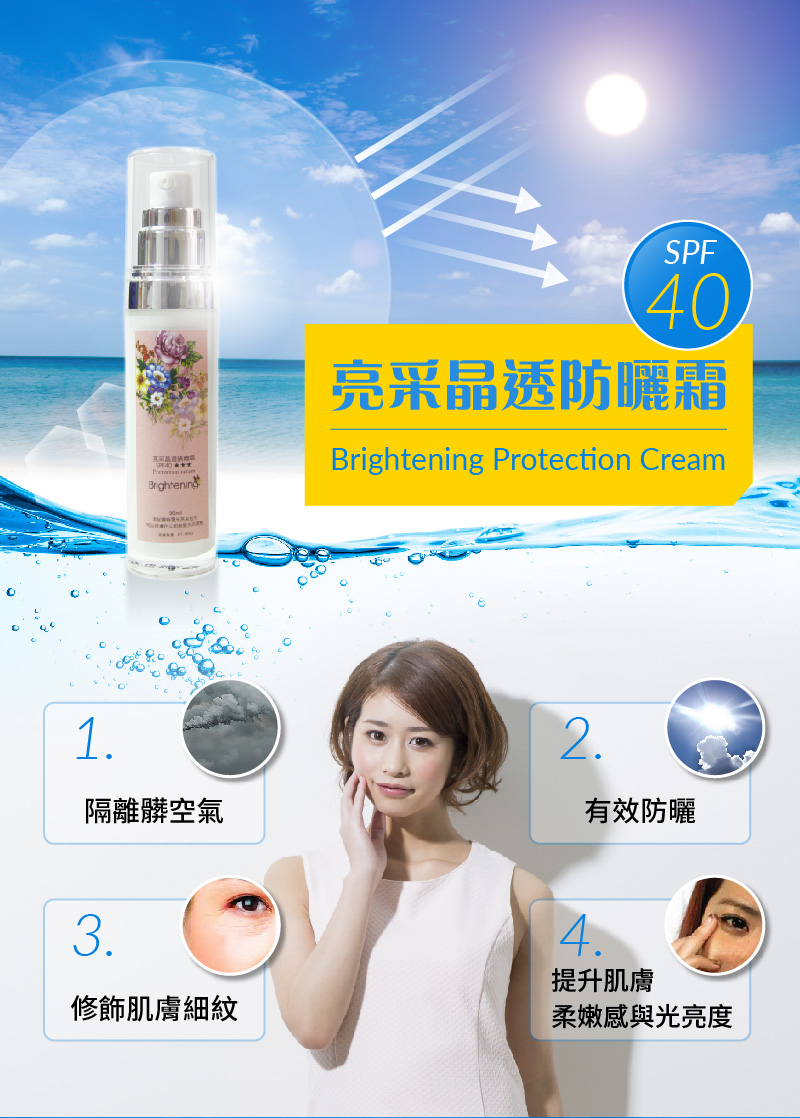 SPF
40
亮采晶透防曬霜
Brightening Protection Cream
亮采晶透防曬霜
SPF40 ★★★
Brightening
30ml
1.
隔離髒空氣
2.
有效防曬
3.
修飾肌膚細紋
4.
提升肌膚
柔嫩感與光亮度